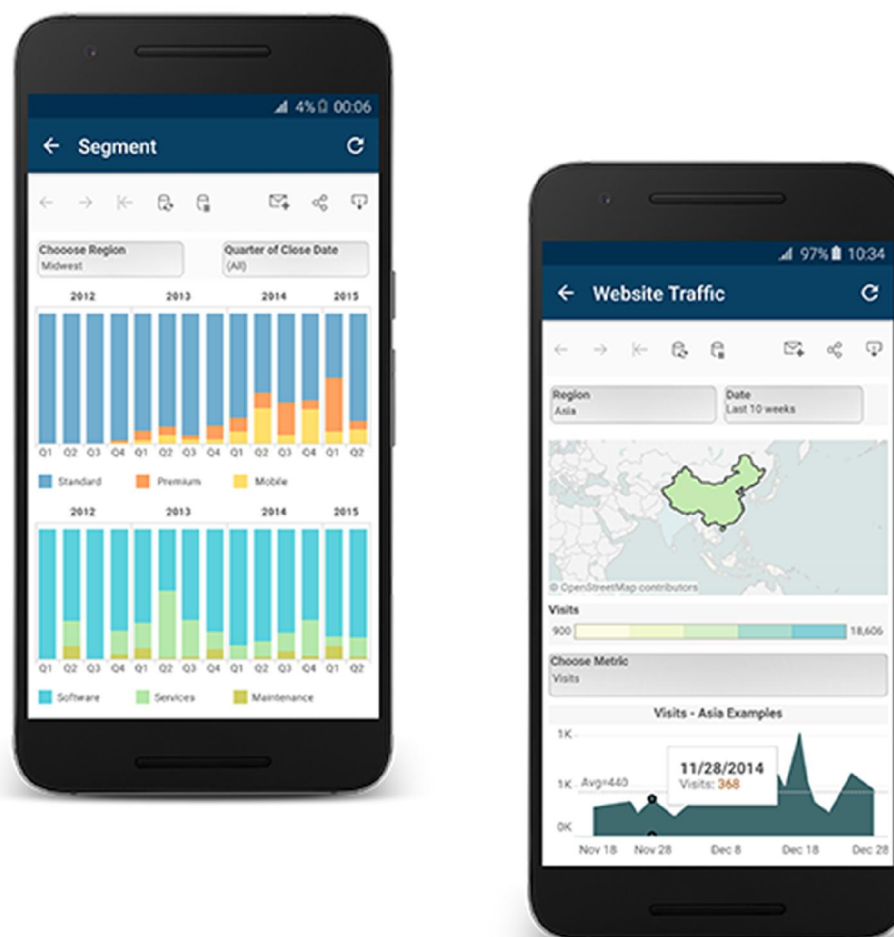 4% 00:06
Segment
Chooose Region
Midwest
Quarter of Close Date
(All)
2012 2013 2014 2015
Q1 Q2 Q3 Q4 Q1 Q2 Q3 Q4 Q1 Q2 Q3 Q4 Q1 Q2
Standard Premium Mobile
2012 2013 2014 2015
Q1 Q2 Q3 Q4 Q1 Q2 Q3 Q4 Q1 Q2 Q3 Q4 Q1 Q2
Software Services Maintenance
97% 10:34
Website Traffic
Region
Asia
Date
Last 10 weeks
© OpenStreetMap contributors
Visits
900 18,606
Choose Metric
Visits
Visits - Asia Examples
1K
11/28/2014
Visits: 368
1K Avg=440
0K
Nov 18 Nov 28 Dec 8 Dec 18 Dec 28